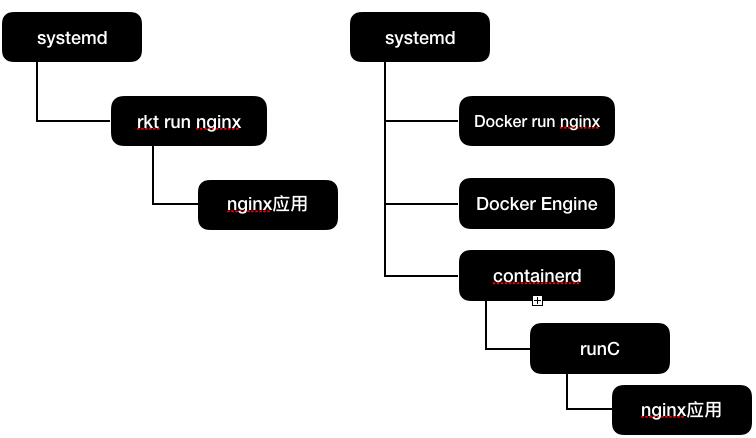 systemd
rkt run nginx
nginx应用
systemd
Docker run nginx
Docker Engine
containerd
runC
nginx应用